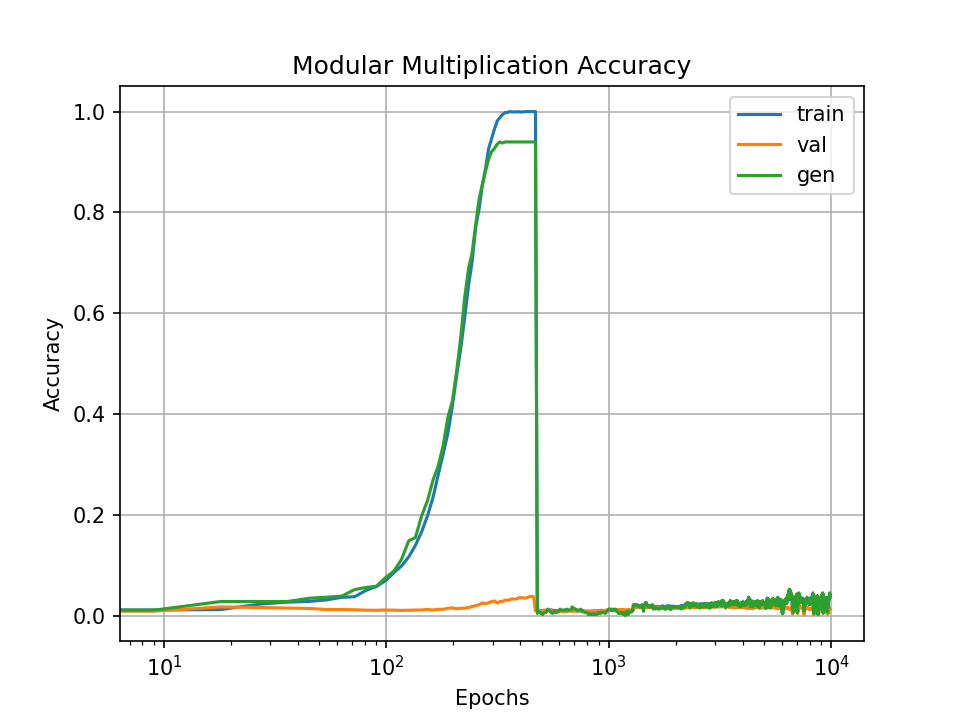 Modular Multiplication Accuracy
1.0
0.8
0.6
0.4
0.2
0.0
Accuracy
train
val
gen
10¹
10²
10³
10⁴
Epochs